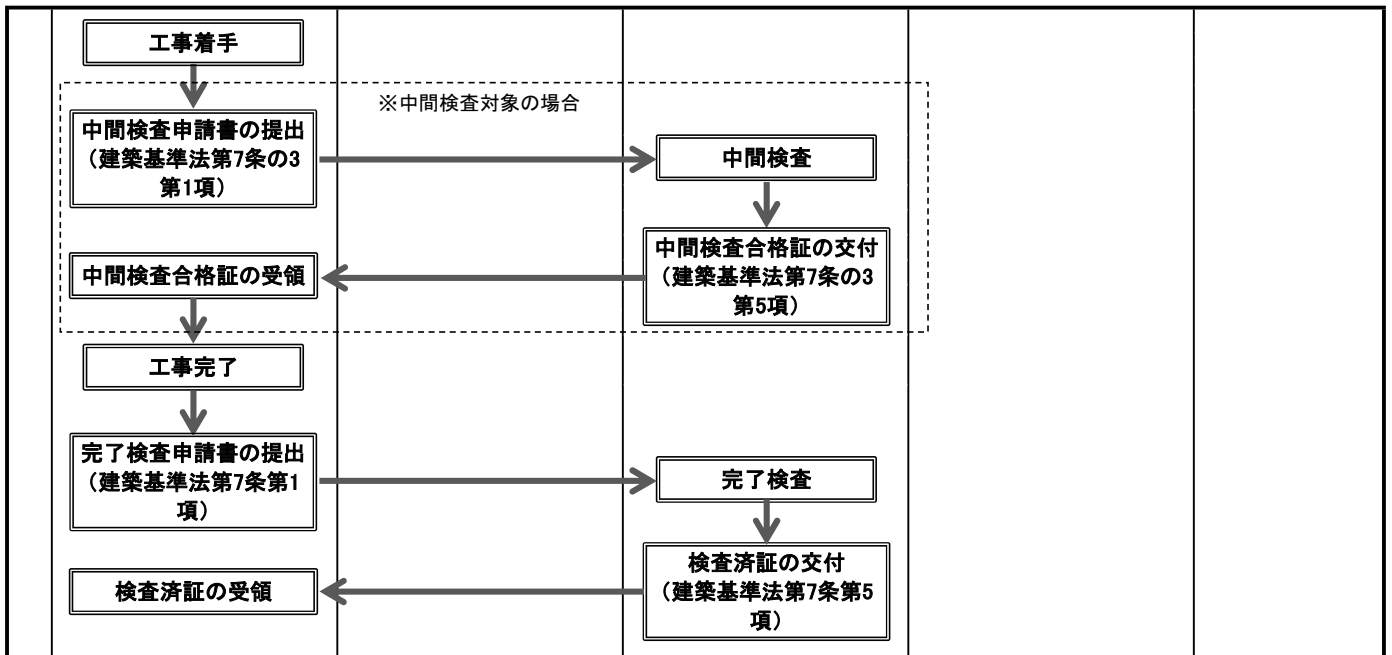 工事着手
※中間検査対象の場合
中間検査申請書の提出
（建築基準法第7条の3
第1項）
中間検査
中間検査合格証の交付
（建築基準法第7条の3
第5項）
中間検査合格証の受領
工事完了
完了検査申請書の提出
（建築基準法第7条第1
項）
完了検査
検査済証の交付
（建築基準法第7条第5
項）
検査済証の受領